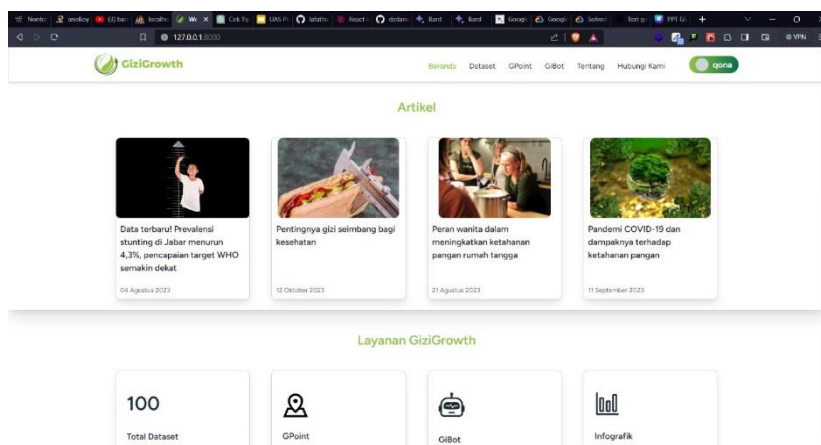 127.0.0.1:8000
VPN
GiziGrowth
Beranda Dataset GPoint GiBot Tentang Hubungi Kami qona
Artikel
Data terbaru! Prevalensi
stunting di Jabar menurun
4,3%, pencapaian target WHO
semakin dekat
04 Agustus 2023
Pentingnya gizi seimbang bagi
kesehatan
12 Oktober 2023
Peran wanita dalam
meningkatkan ketahanan
pangan rumah tangga
21 Agustus 2023
Pandemi COVID-19 dan
dampaknya terhadap
ketahanan pangan
11 September 2023
Layanan GiziGrowth
100
Total Dataset
GPoint
GiBot
Infografik